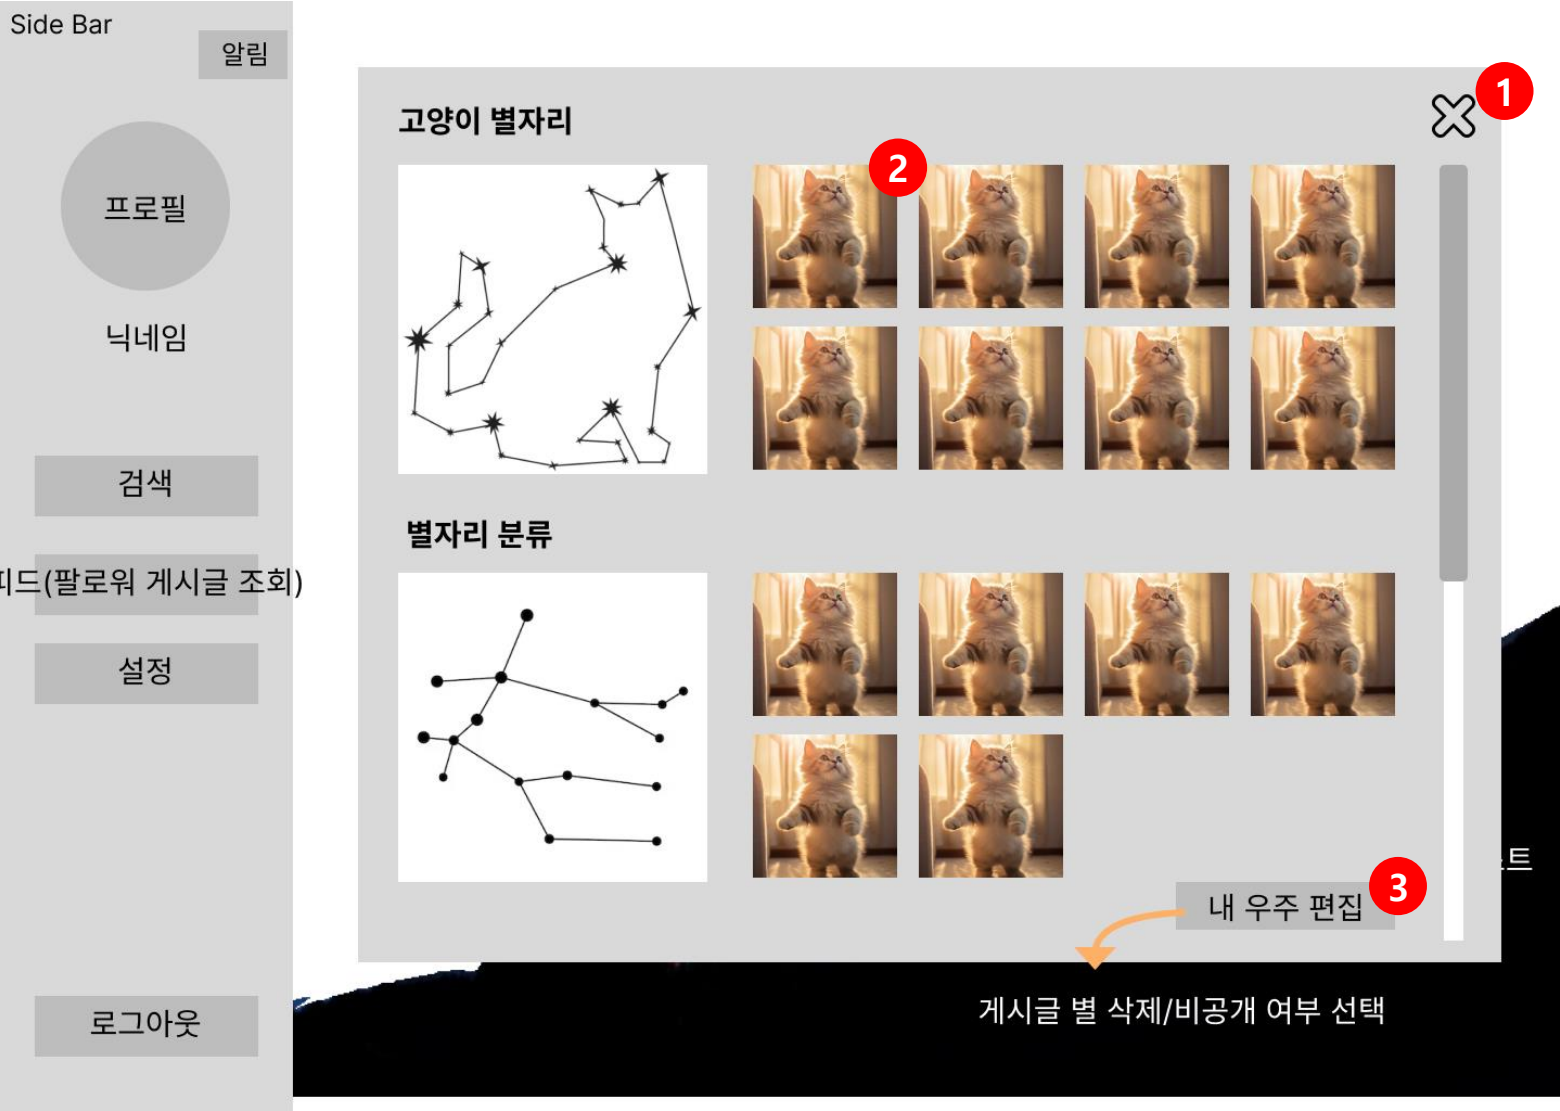 Side Bar
알림
프로필
닉네임
검색
피드(팔로워 게시글 조회)
설정
로그아웃
1
고양이 별자리
2
별자리 분류
3
내 우주 편집
게시글 별 삭제/비공개 여부 선택
트